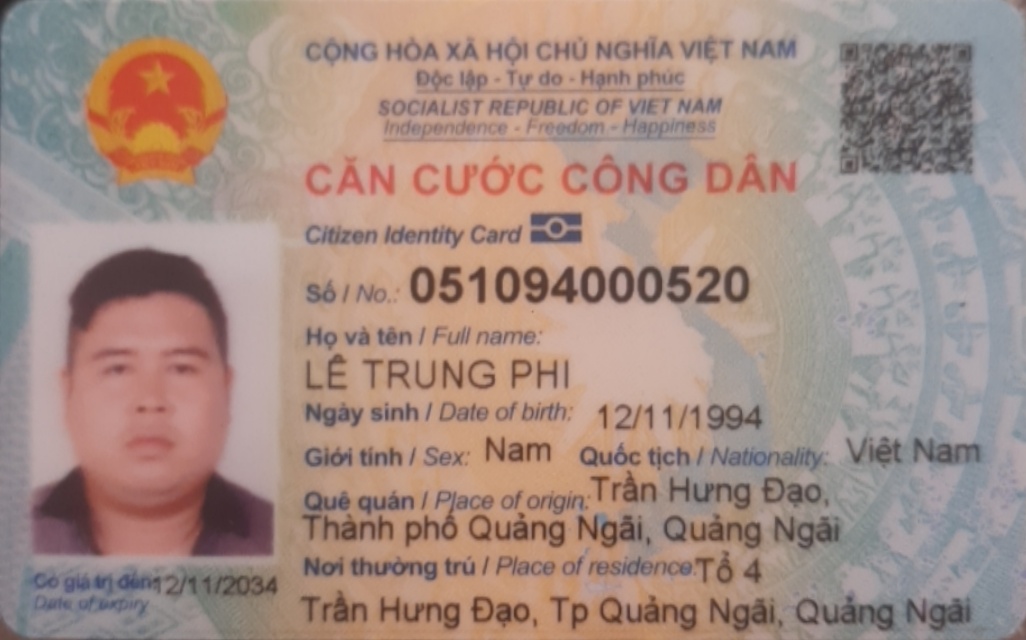 CỘNG HÒA XÃ HỘI CHỦ NGHĨA VIỆT NAM
Độc lập - Tự do - Hạnh phúc
SOCIALIST REPUBLIC OF VIET NAM
Independence - Freedom - Happiness
CĂN CƯỚC CÔNG DÂN
Citizen Identity Card
Số / No.: 051094000520
Họ và tên / Full name:
LÊ TRUNG PHI
Ngày sinh / Date of birth: 12/11/1994
Giới tính / Sex: Nam Quốc tịch / Nationality: Việt Nam
Quê quán / Place of origin: Trần Hưng Đạo,
Thành phố Quảng Ngãi, Quảng Ngãi
Nơi thường trú / Place of residence: Tổ 4
Trần Hưng Đạo, Tp Quảng Ngãi, Quảng Ngãi
Có giá trị đến: 12/11/2034
Date of expiry